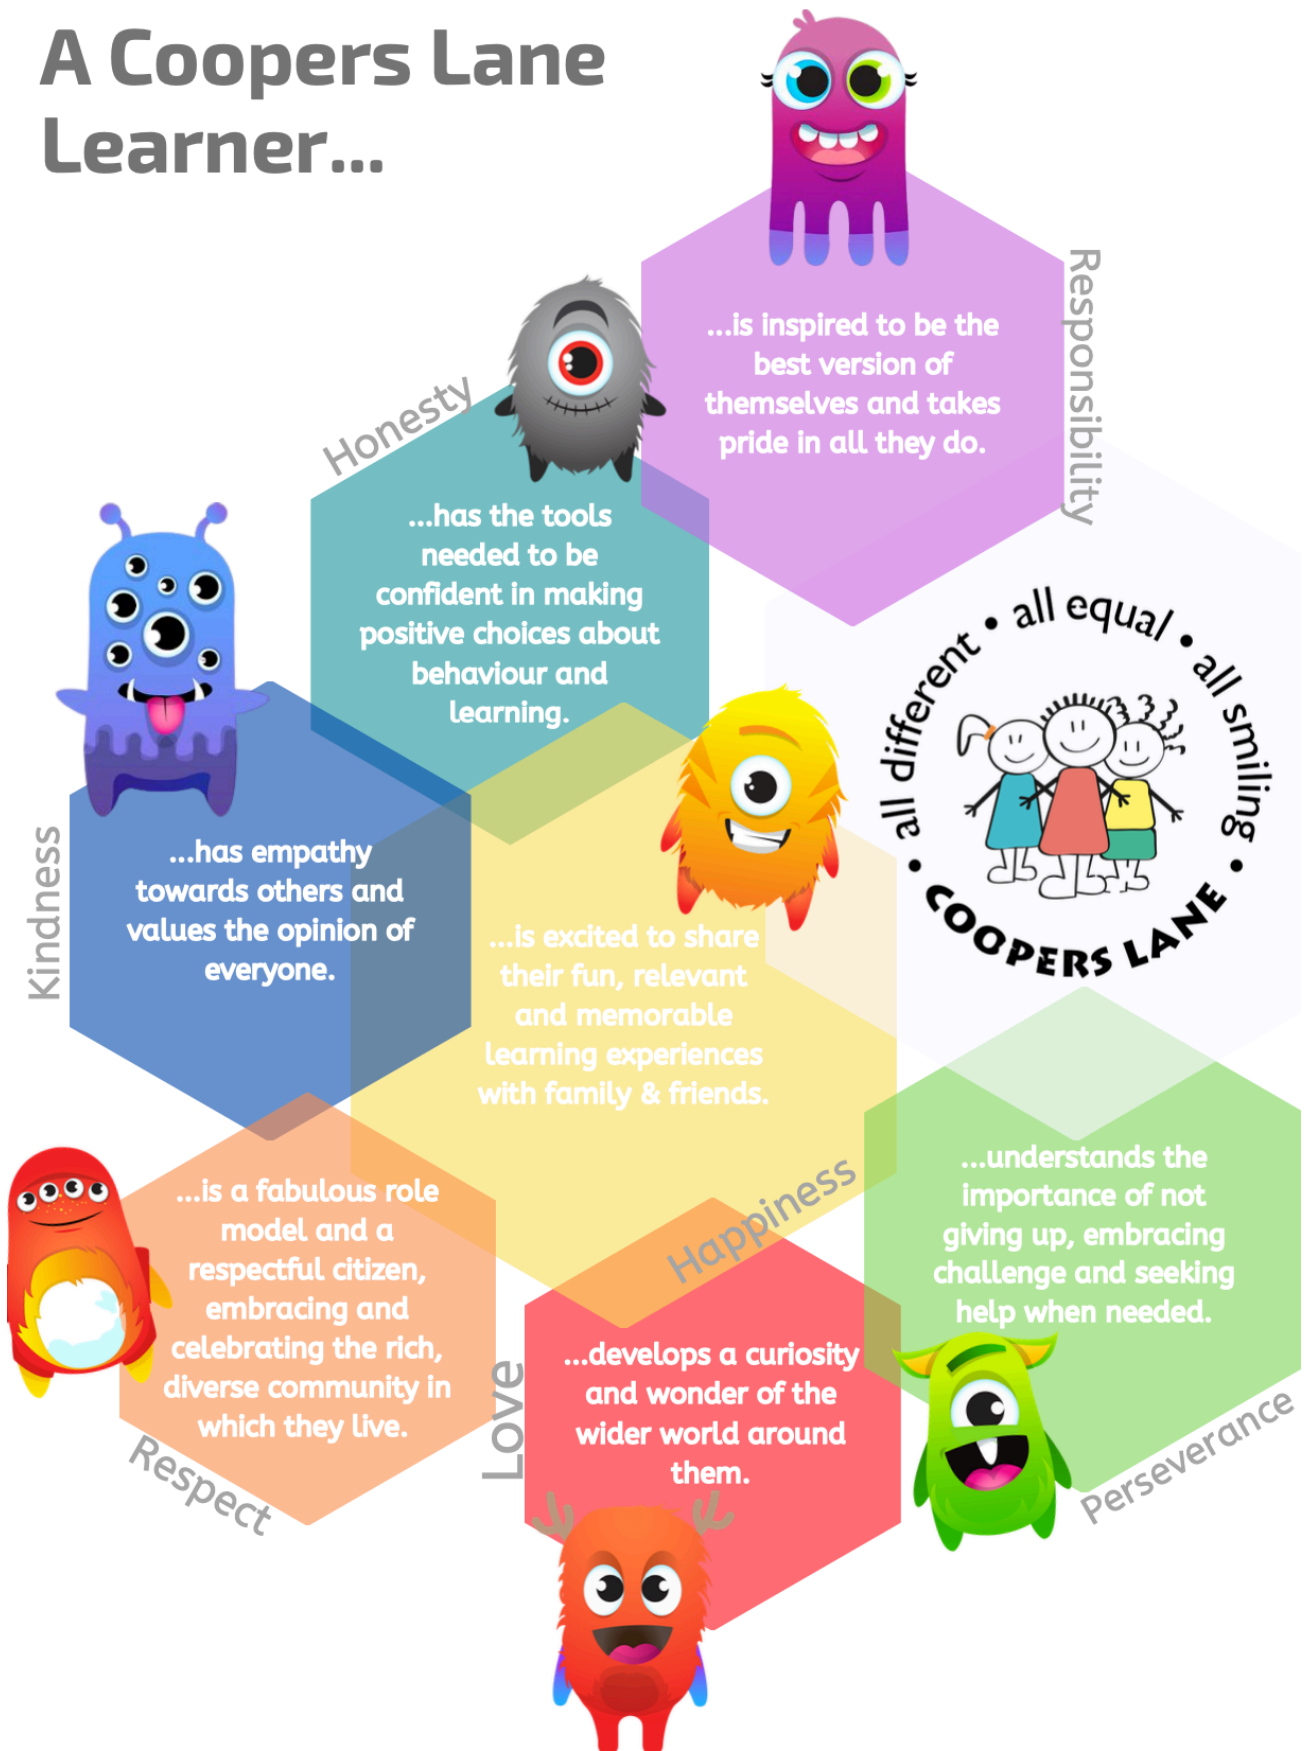 A Coopers Lane
Learner...
Responsibility
...is inspired to be the
best version of
themselves and takes
pride in all they do.
Honesty
...has the tools
needed to be
confident in making
positive choices about
behaviour and
learning.
• all different • all equal • all smiling •
COOPERS LANE
Kindness
...has empathy
towards others and
values the opinion of
everyone.
...is excited to share
their fun, relevant
and memorable
learning experiences
with family & friends.
Happiness
...understands the
importance of not
giving up, embracing
challenge and seeking
help when needed.
Perseverance
...is a fabulous role
model and a
respectful citizen,
embracing and
celebrating the rich,
diverse community in
which they live.
Respect
Love
...develops a curiosity
and wonder of the
wider world around
them.